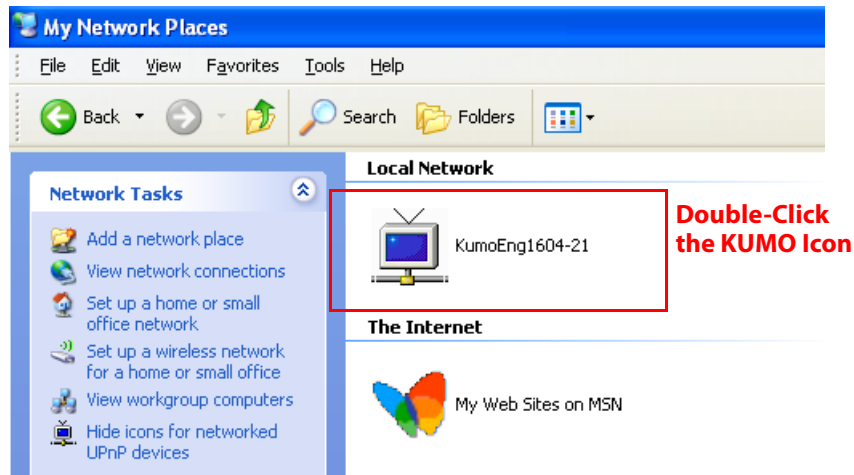 My Network Places
File Edit View Favorites Tools Help
Back Search Folders
Network Tasks
Add a network place
View network connections
Set up a home or small
office network
Set up a wireless network
for a home or small office
View workgroup computers
Hide icons for networked
UPnP devices
Local Network
KumoEng1604-21
Double-Click
the KUMO Icon
The Internet
My Web Sites on MSN